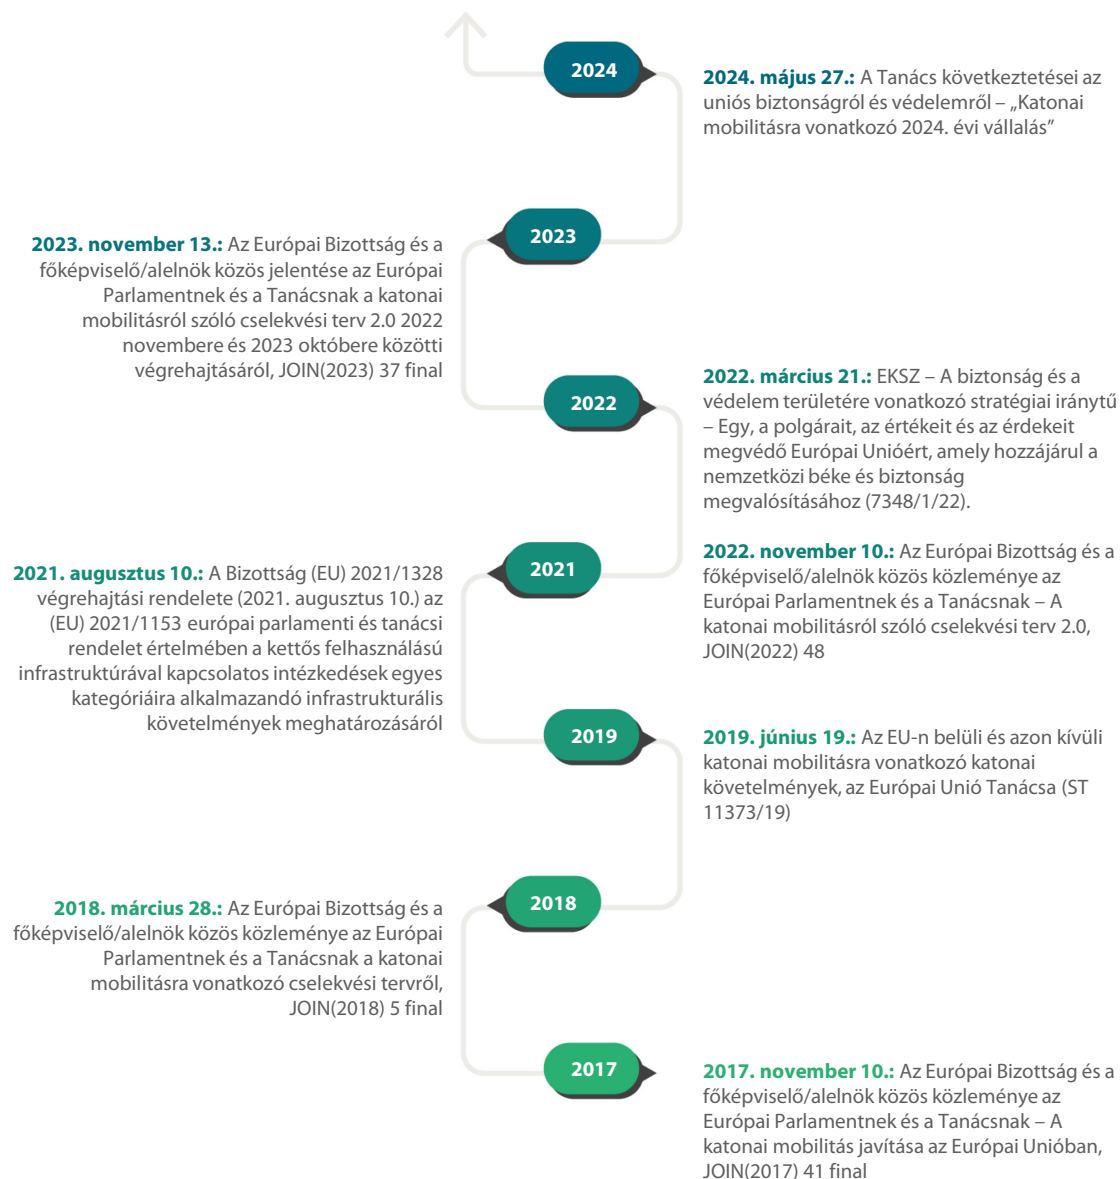 2024
2024. május 27.: A Tanács következtetései az
uniós biztonságról és védelemről – „Katonai
mobilitásra vonatkozó 2024. évi vállalás”
2023
2023. november 13.: Az Európai Bizottság és a
főképviselő/alelnök közös jelentése az Európai
Parlamentnek és a Tanácsnak a katonai
mobilitásról szóló cselekvési terv 2.0 2022
novembere és 2023 októbere közötti
végrehajtásáról, JOIN(2023) 37 final
2022
2022. március 21.: EKSZ – A biztonság és a
védelem területére vonatkozó stratégiai iránytű
– Egy, a polgárait, az értékeit és az érdekeit
megvédő Európai Unióért, amely hozzájárul a
nemzetközi béke és biztonság
megvalósításához (7348/1/22).
2022. november 10.: Az Európai Bizottság és a
főképviselő/alelnök közös közleménye az
Európai Parlamentnek és a Tanácsnak – A
katonai mobilitásról szóló cselekvési terv 2.0,
JOIN(2022) 48
2021
2021. augusztus 10.: A Bizottság (EU) 2021/1328
végrehajtási rendelete (2021. augusztus 10.) az
(EU) 2021/1153 európai parlamenti és tanácsi
rendelet értelmében a kettős felhasználású
infrastruktúrával kapcsolatos intézkedések egyes
kategóriáira alkalmazandó infrastrukturális
követelmények meghatározásáról
2019
2019. június 19.: Az EU-n belüli és azon kívüli
katonai mobilitásra vonatkozó katonai
követelmények, az Európai Unió Tanácsa (ST
11373/19)
2018
2018. március 28.: Az Európai Bizottság és a
főképviselő/alelnök közös közleménye az Európai
Parlamentnek és a Tanácsnak a katonai
mobilitásra vonatkozó cselekvési tervről,
JOIN(2018) 5 final
2017
2017. november 10.: Az Európai Bizottság és a
főképviselő/alelnök közös közleménye az
Európai Parlamentnek és a Tanácsnak – A
katonai mobilitás javítása az Európai Unióban,
JOIN(2017) 41 final